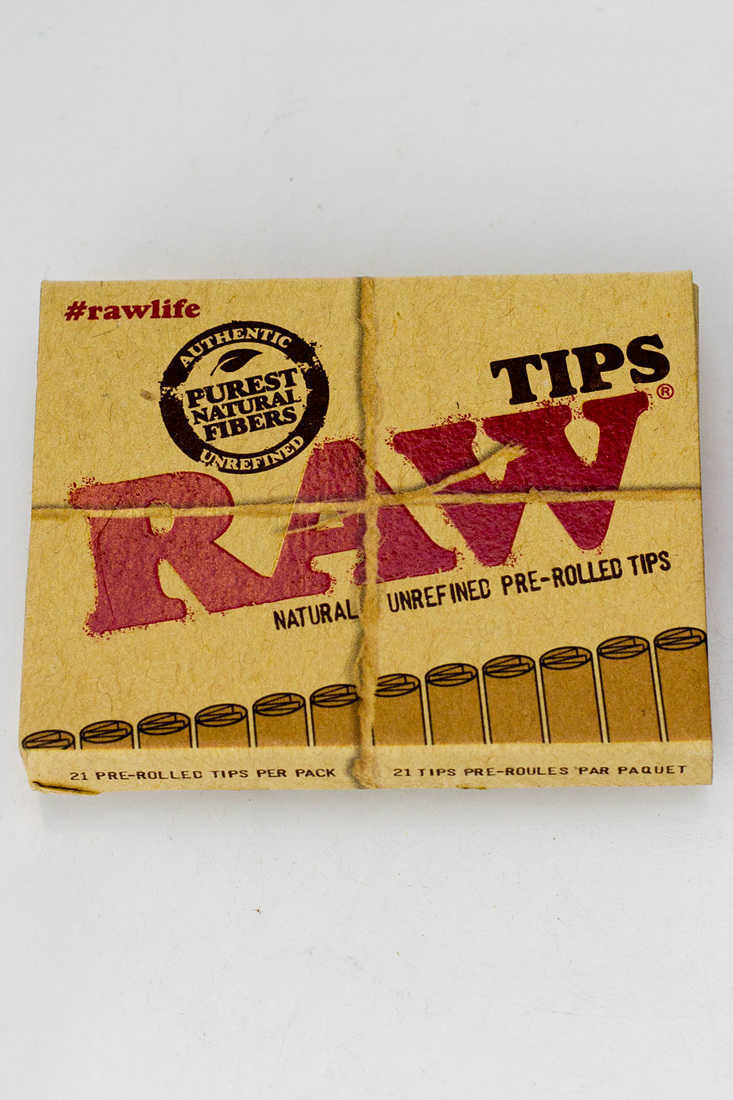 #rawlife
AUTHENTIC
PUREST
NATURAL
FIBERS
UNREFINED
TIPS
RAW®
NATURAL UNREFINED PRE-ROLLED TIPS
21 PRE-ROLLED TIPS PER PACK
21 TIPS PRE-ROULES PAR PAQUET